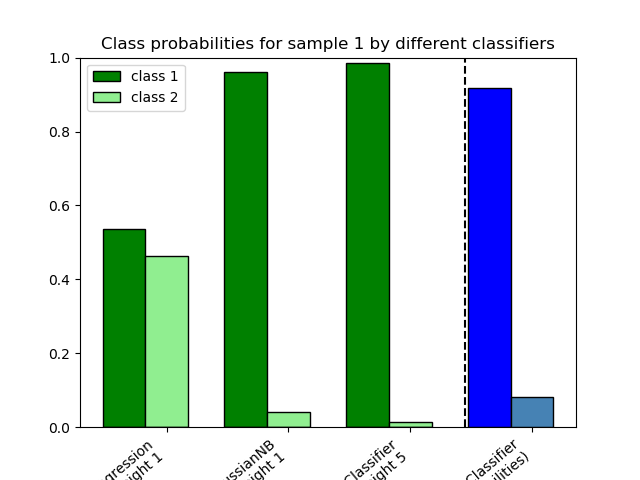 Class probabilities for sample 1 by different classifiers
class 1
class 2
1.0
0.8
0.6
0.4
0.2
0.0
gression
ight 1
ussianNB
ight 1
Classifier
ight 5
Classifier
ilities)